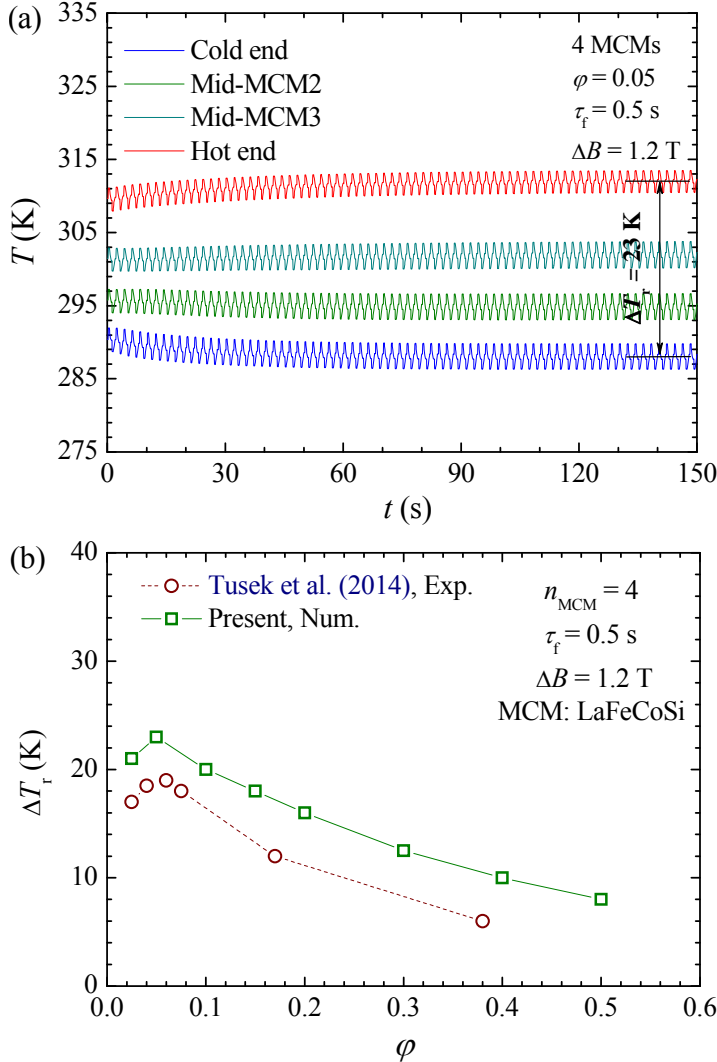 (a)
335
325
315
305
295
285
275
T (K)
Cold end
Mid-MCM2
Mid-MCM3
Hot end
4 MCMs
φ = 0.05
τf = 0.5 s
ΔB = 1.2 T
ΔTr = 23 K
0 30 60 90 120 150
t (s)
(b)
40
30
20
10
0
ΔTr (K)
Tusek et al. (2014), Exp.
Present, Num.
nMCM = 4
τf = 0.5 s
ΔB = 1.2 T
MCM: LaFeCoSi
0.0 0.1 0.2 0.3 0.4 0.5 0.6
φ